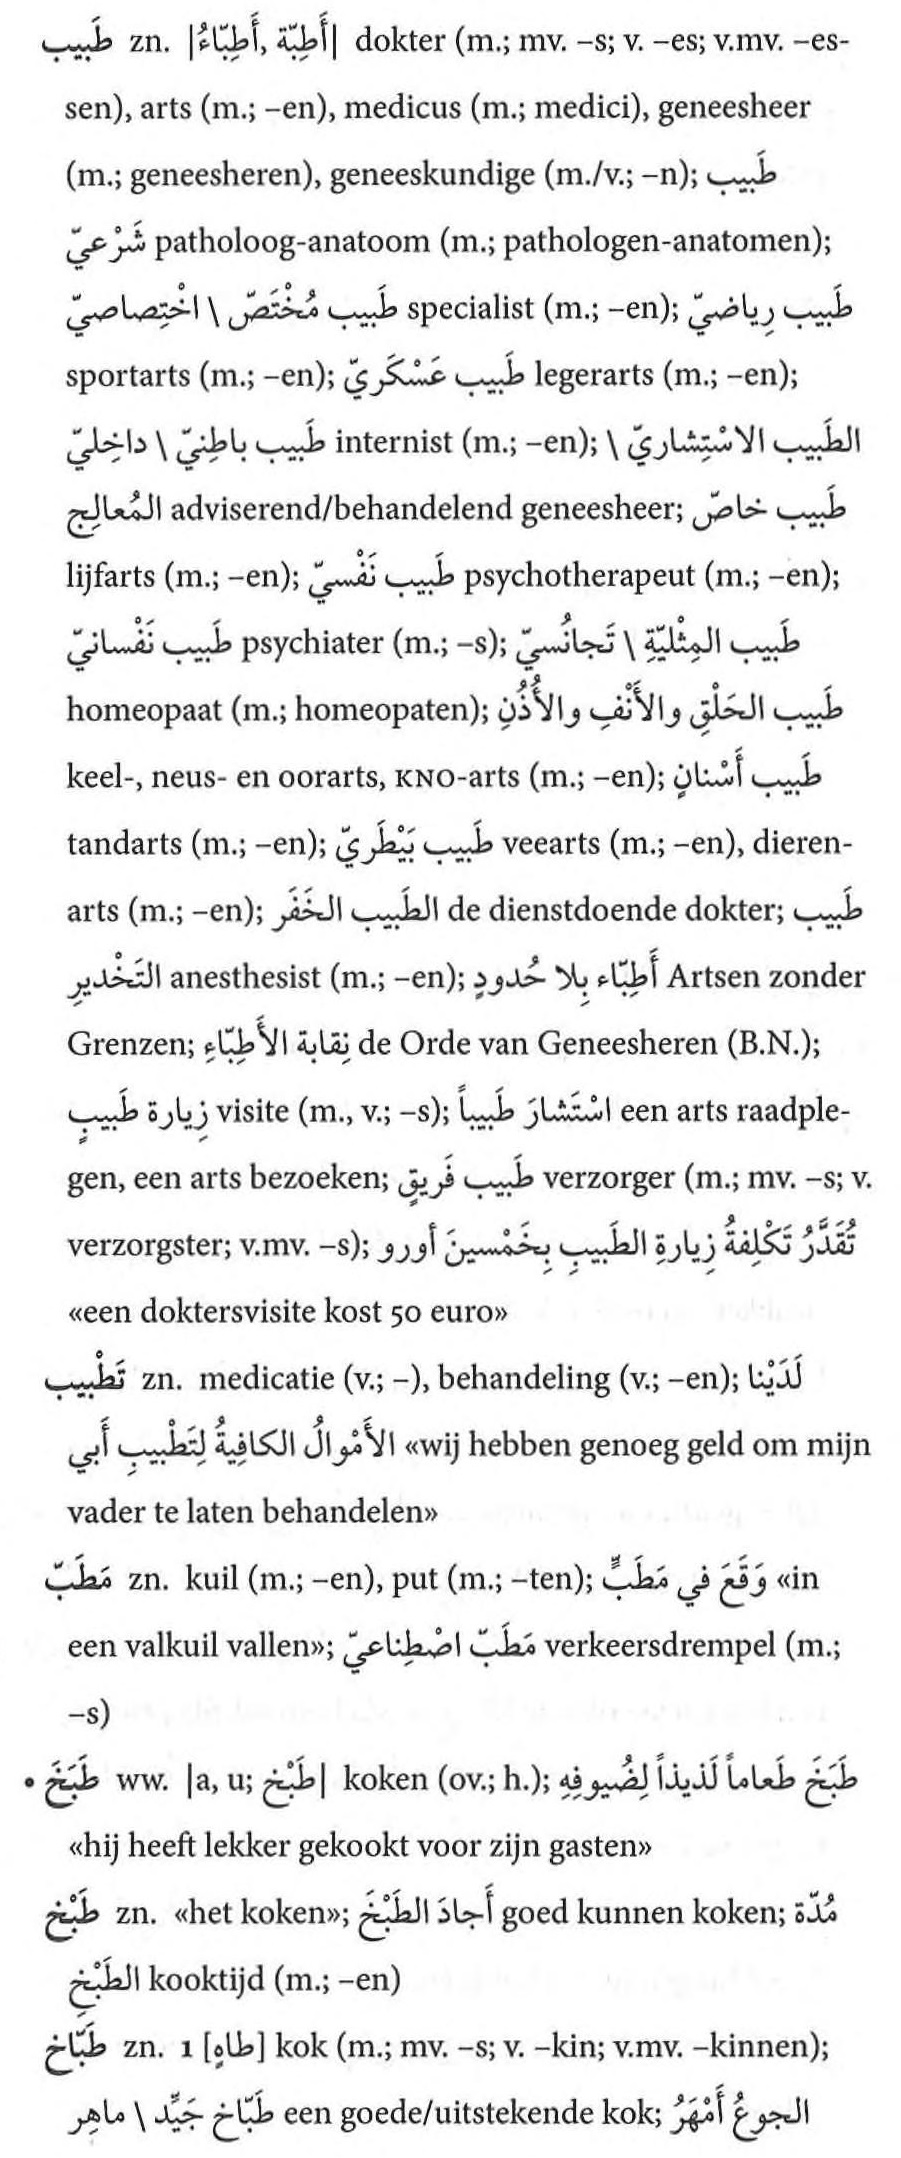 طَبيب zn. |أَطِبّة, أَطِبّاءُ| dokter (m.; mv. –s; v. –es; v.mv. –es-
sen), arts (m.; –en), medicus (m.; medici), geneesheer
(m.; geneesheren), geneeskundige (m./v.; –n); طَبيب
شَرْعيّ patholoog-anatoom (m.; pathologen-anatomen);
طَبيب مُخْتَصّ \ اخْتِصاصيّ specialist (m.; –en); طَبيب رِياضيّ
sportarts (m.; –en); طَبيب عَسْكَريّ legerarts (m.; –en);
طَبيب باطِنيّ \ داخِليّ internist (m.; –en); الطَبيب الاسْتِشاريّ \
المُعالِج adviserend/behandelend geneesheer; طَبيب خاصّ
lijfarts (m.; –en); طَبيب نَفْسيّ psychotherapeut (m.; –en);
طَبيب نَفْسانيّ psychiater (m.; –s); طَبيب المِثْليّةِ \ تَجانُسيّ
homeopaat (m.; homeopaten); طَبيب الحَلْقِ والأَنْفِ والأُذُنِ
keel-, neus- en oorarts, KNO-arts (m.; –en); طَبيب أَسْنانٍ
tandarts (m.; –en); طَبيب بَيْطَريّ veearts (m.; –en), dieren-
arts (m.; –en); الطَبيب الخَفَر de dienstdoende dokter; طَبيب
التَخْديرِ anesthesist (m.; –en); أَطِبّاء بِلا حُدودٍ Artsen zonder
Grenzen; نِقابة الأَطِبّاءِ de Orde van Geneesheren (B.N.);
زِيارة طَبيبٍ visite (m., v.; –s); اسْتَشارَ طَبيباً een arts raadple-
gen, een arts bezoeken; طَبيب فَريقٍ verzorger (m.; mv. –s; v.
verzorgster; v.mv. –s); تُقَدَّرُ تَكْلِفةُ زِيارةِ الطَبيبِ بِخَمْسينَ أورو
«een doktersvisite kost 50 euro»
تَطْبيب zn. medicatie (v.; –), behandeling (v.; –en); لَدَيْنا
الأَمْوالُ الكافِيةُ لِتَطْبيبِ أَبي «wij hebben genoeg geld om mijn
vader te laten behandelen»
مَطَبّ zn. kuil (m.; –en), put (m.; –ten); وَقَعَ في مَطَبٍّ «in
een valkuil vallen»; مَطَبّ اصْطِناعيّ verkeersdrempel (m.;
–s)
• طَبَخَ ww. |a, u; طَبْخ| koken (ov.; h.); طَبَخَ طَعاماً لَذيذاً لِضُيوفِهِ
«hij heeft lekker gekookt voor zijn gasten»
طَبْخ zn. «het koken»; أَجادَ الطَبْخَ goed kunnen koken; مُدّة
الطَبْخِ kooktijd (m.; –en)
طَبّاخ zn. 1 [طاهٍ] kok (m.; mv. –s; v. –kin; v.mv. –kinnen);
طَبّاخ جَيِّد \ ماهِر een goede/uitstekende kok; الجوعُ أَمْهَرُ